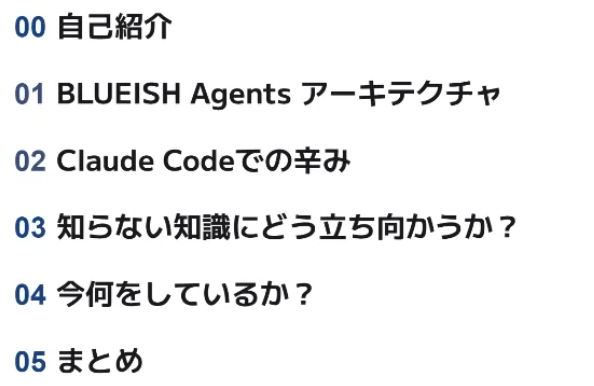 00 自己紹介
01 BLUEISH Agents アーキテクチャ
02 Claude Codeでの辛み
03 知らない知識にどう立ち向かうか？
04 今何をしているか？
05 まとめ